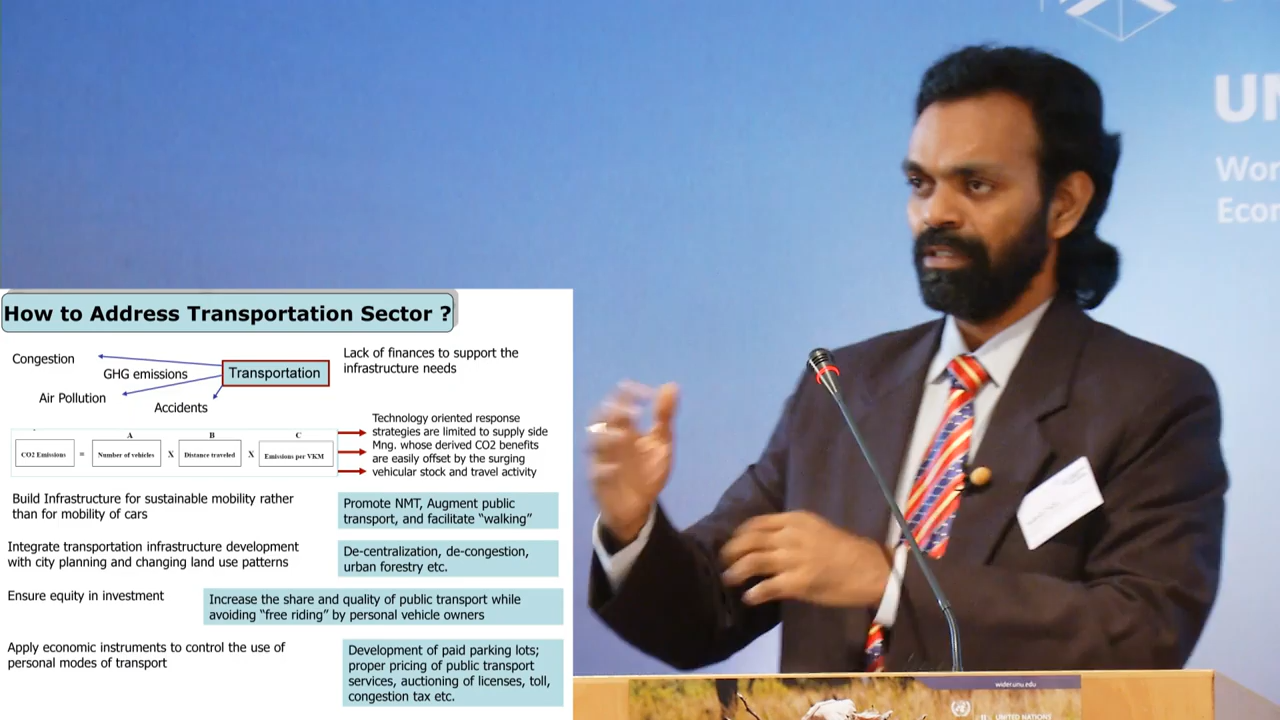 How to Address Transportation Sector ?
Congestion
GHG emissions
Air Pollution
Accidents
Transportation
Lack of finances to support the
infrastructure needs
A
B
C
CO2 Emissions = Number of vehicles X Distance traveled X Emissions per VKM
Technology oriented response
strategies are limited to supply side
Mng. whose derived CO2 benefits
are easily offset by the surging
vehicular stock and travel activity
Build Infrastructure for sustainable mobility rather
than for mobility of cars
Promote NMT, Augment public
transport, and facilitate “walking”
Integrate transportation infrastructure development
with city planning and changing land use patterns
De-centralization, de-congestion,
urban forestry etc.
Ensure equity in investment
Increase the share and quality of public transport while
avoiding “free riding” by personal vehicle owners
Apply economic instruments to control the use of
personal modes of transport
Development of paid parking lots;
proper pricing of public transport
services, auctioning of licenses, toll,
congestion tax etc.
UN
Wor
Econ
wider.unu.edu
UNITED NATIONS